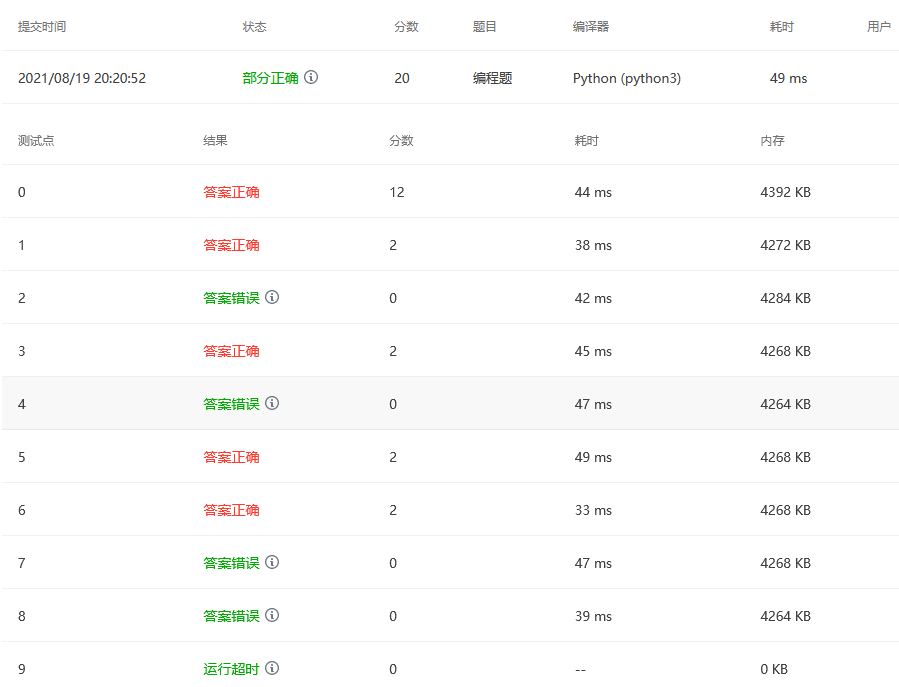 提交时间 状态 分数 题目 编译器 耗时 用户
2021/08/19 20:20:52 部分正确 20 编程题 Python (python3) 49 ms
测试点 结果 分数 耗时 内存
0 答案正确 12 44 ms 4392 KB
1 答案正确 2 38 ms 4272 KB
2 答案错误 0 42 ms 4284 KB
3 答案正确 2 45 ms 4268 KB
4 答案错误 0 47 ms 4264 KB
5 答案正确 2 49 ms 4268 KB
6 答案正确 2 33 ms 4268 KB
7 答案错误 0 47 ms 4268 KB
8 答案错误 0 39 ms 4264 KB
9 运行超时 0 -- 0 KB